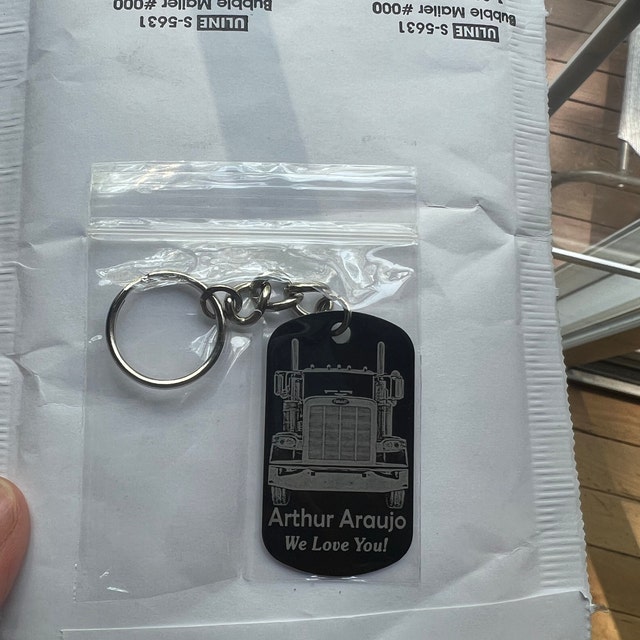 ULINE S-5631
Bubble Mailer #000
ULINE S-5631
Bubble Mailer #000
Arthur Araujo
We Love You!